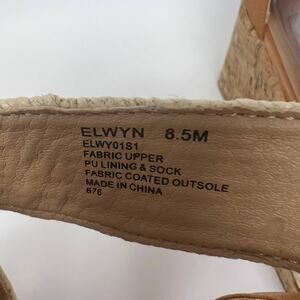 ELWYN 8.5M
ELWY01S1
FABRIC UPPER
PU LINING & SOCK
FABRIC COATED OUTSOLE
MADE IN CHINA
676